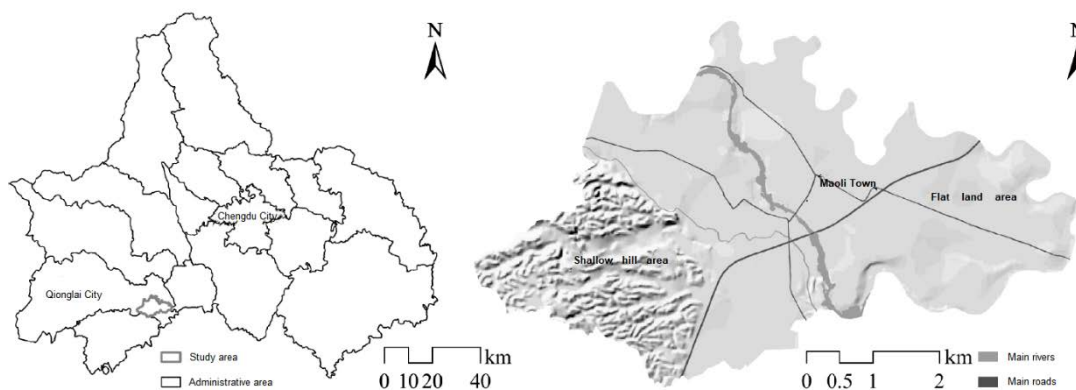 N
Chengdu City
Qionglai City
Study area
Administrative area
km
0 10 20 40
N
Maoli Town
Flat land area
Shallow hill area
km
0 0.5 1 2
Main rivers
Main roads